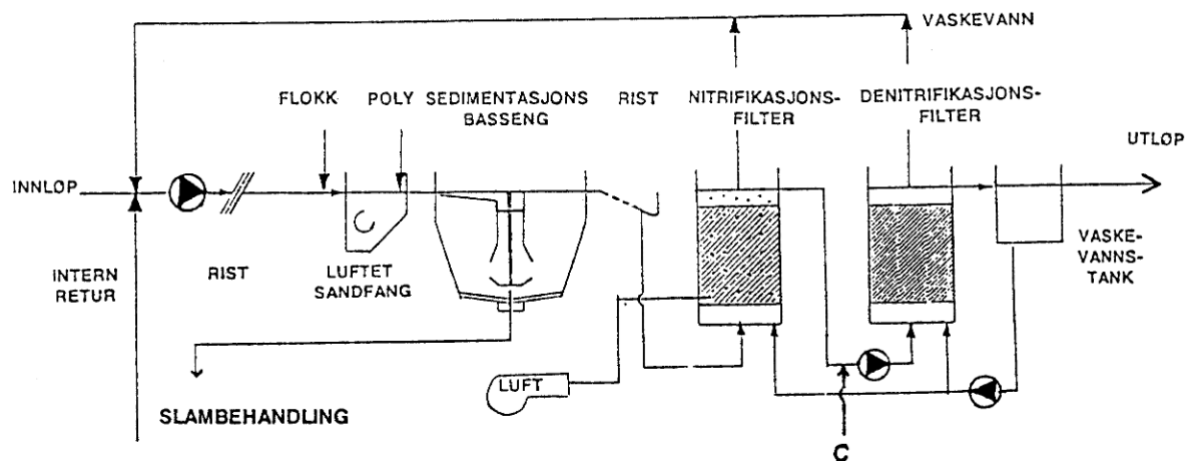 VASKEVANN
FLOKK
POLY
SEDIMENTASJONS
BASSENG
RIST
NITRIFIKASJONS-
FILTER
DENITRIFIKASJONS-
FILTER
UTLØP
INNLØP
INTERN
RETUR
RIST
LUFTET
SANDFANG
VASKE-
VANNS-
TANK
LUFT
SLAMBEHANDLING
C